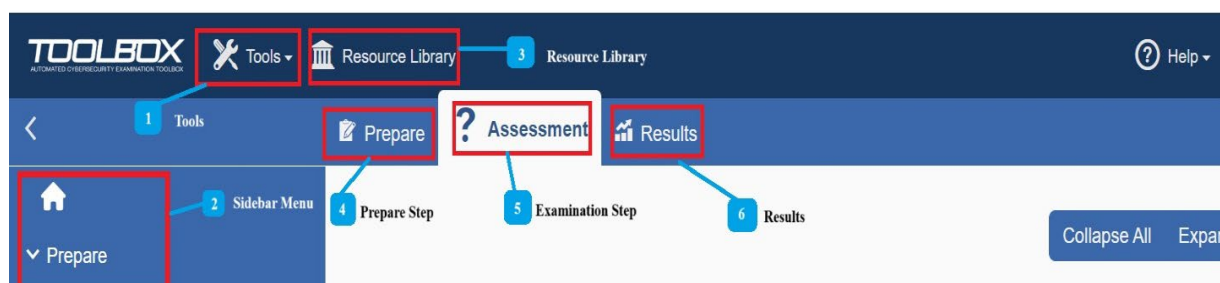 TOOLBOX
AUTOMATED CYBERSECURITY EXAMINATION TOOLBOX
Tools
Resource Library
3 Resource Library
Help
1 Tools
Prepare
? Assessment
Results
2 Sidebar Menu
4 Prepare Step
5 Examination Step
6 Results
Prepare
Collapse All